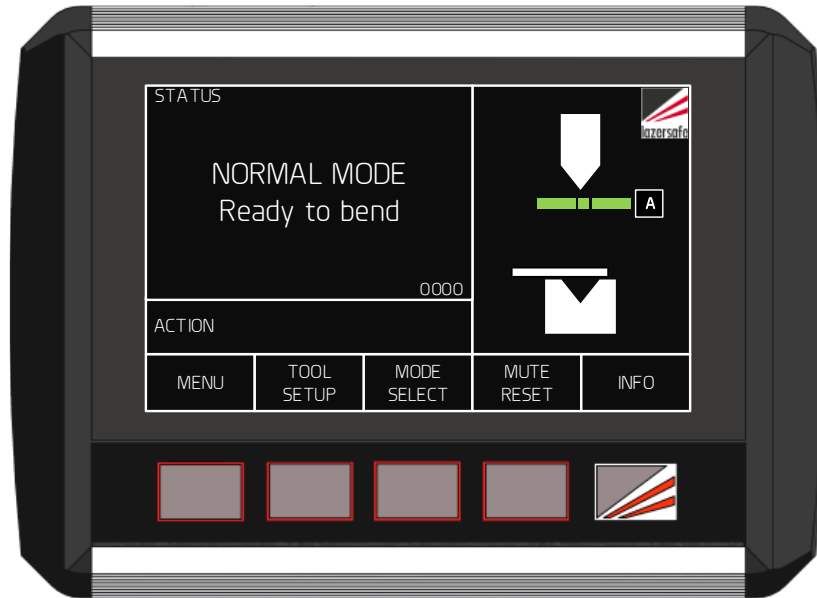 STATUS
lazersafe
NORMAL MODE
Ready to bend
A
0000
ACTION
MENU
TOOL
SETUP
MODE
SELECT
MUTE
RESET
INFO